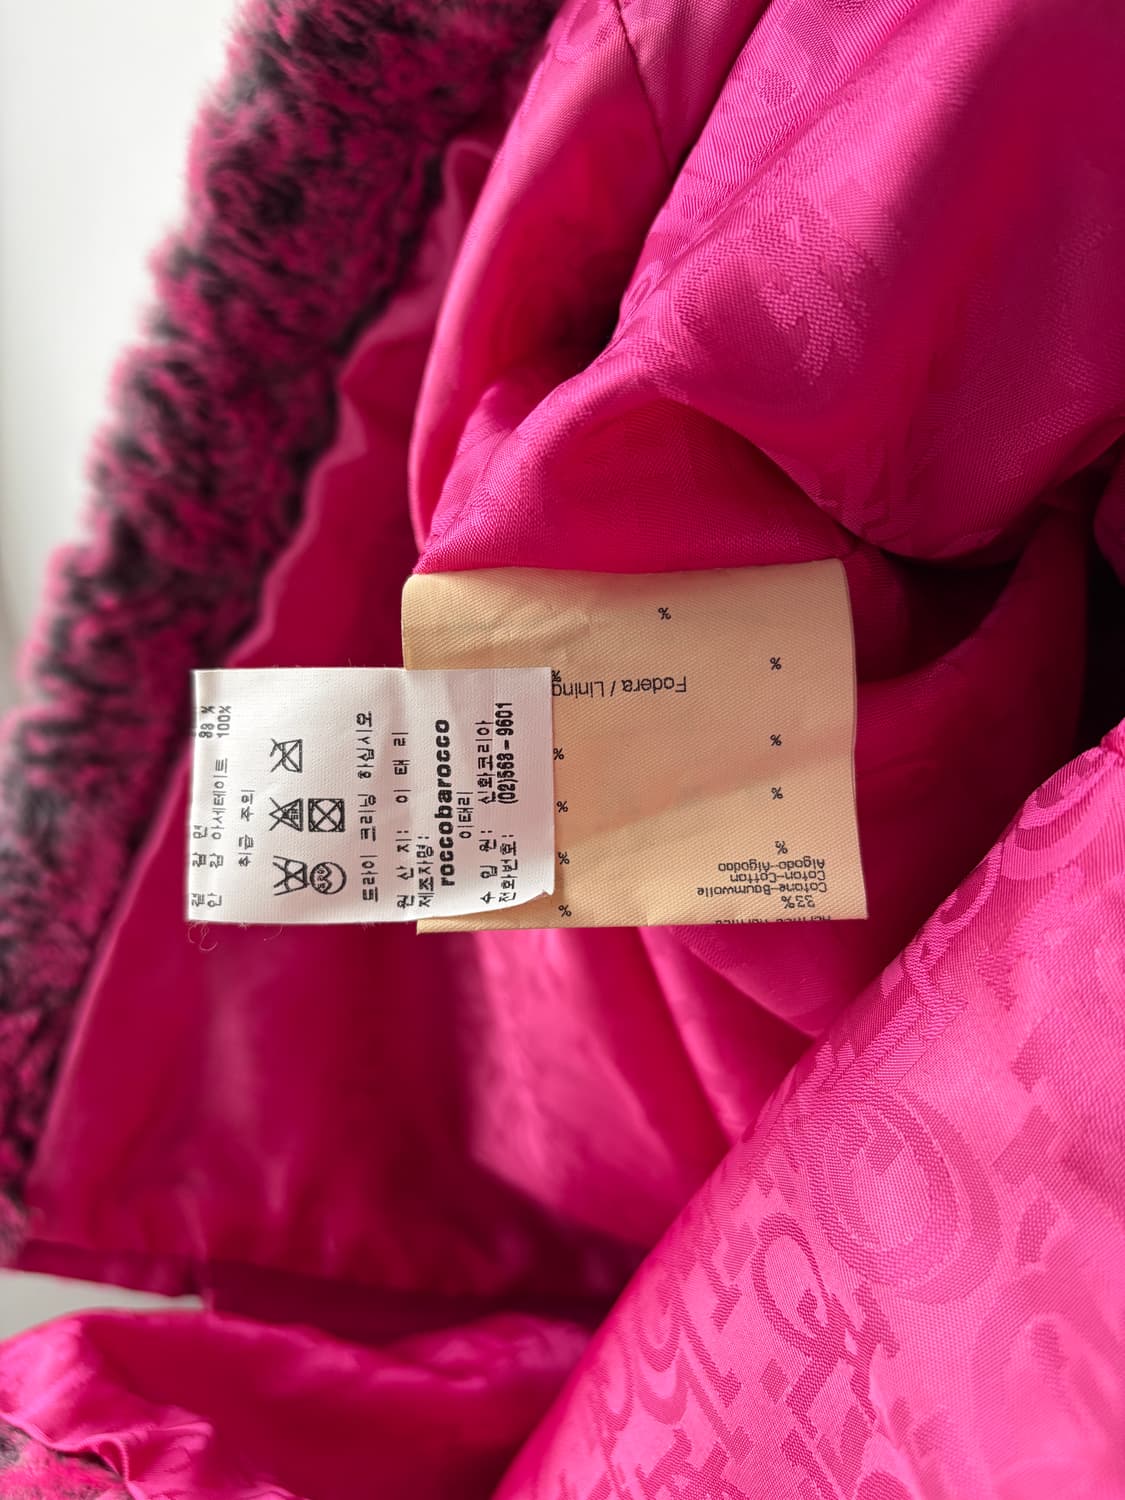 겉 감 면
안 감 아세테이트 100%
취급 주의
드라이 크리닝 하십시오
원 산 지: 이 태 리
제조자명:
roccobarocco
이태리
수 입 원: 신화코리아
전화번호: (02)563-9601
33%
Cotone-Baumwolle
Coton-Cotton
Algodo-Algodao
%
%
%
%
Fodera / Lining
%
%
%
%
%
%